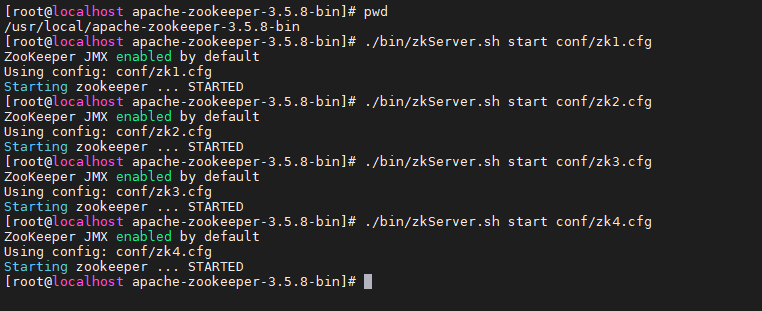 [root@localhost apache-zookeeper-3.5.8-bin]# pwd
/usr/local/apache-zookeeper-3.5.8-bin
[root@localhost apache-zookeeper-3.5.8-bin]# ./bin/zkServer.sh start conf/zk1.cfg
ZooKeeper JMX enabled by default
Using config: conf/zk1.cfg
Starting zookeeper ... STARTED
[root@localhost apache-zookeeper-3.5.8-bin]# ./bin/zkServer.sh start conf/zk2.cfg
ZooKeeper JMX enabled by default
Using config: conf/zk2.cfg
Starting zookeeper ... STARTED
[root@localhost apache-zookeeper-3.5.8-bin]# ./bin/zkServer.sh start conf/zk3.cfg
ZooKeeper JMX enabled by default
Using config: conf/zk3.cfg
Starting zookeeper ... STARTED
[root@localhost apache-zookeeper-3.5.8-bin]# ./bin/zkServer.sh start conf/zk4.cfg
ZooKeeper JMX enabled by default
Using config: conf/zk4.cfg
Starting zookeeper ... STARTED
[root@localhost apache-zookeeper-3.5.8-bin]#